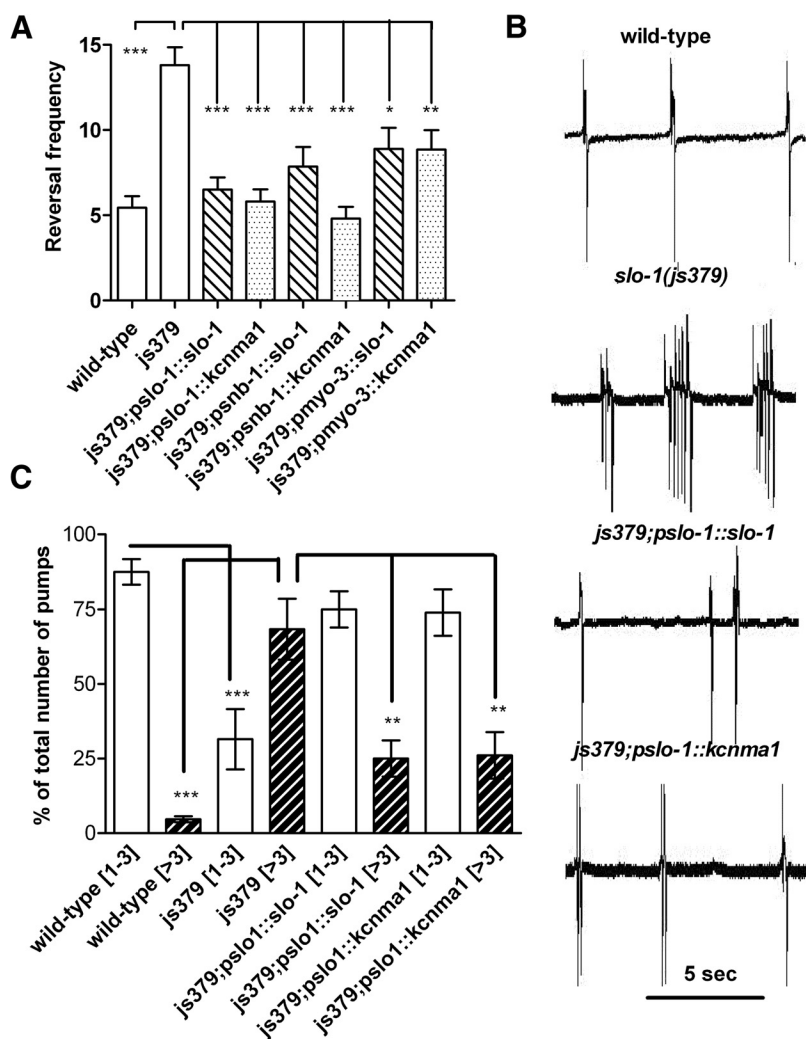 A
Reversal frequency
15
10
5
0
***
***
***
***
***
*
**
wild-type
js379
js379;pslo-1::slo-1
js379;pslo-1::kcnma1
js379;psnb-1::slo-1
js379;psnb-1::kcnma1
js379;pmyo-3::slo-1
js379;pmyo-3::kcnma1
B
wild-type
slo-1(js379)
js379;pslo-1::slo-1
js379;pslo-1::kcnma1
5 sec
C
% of total number of pumps
100
75
50
25
0
***
***
**
**
wild-type [1-3]
wild-type [>3]
js379 [1-3]
js379 [>3]
js379;pslo1::slo-1 [1-3]
js379;pslo1::slo-1 [>3]
js379;pslo1::kcnma1 [1-3]
js379;pslo1::kcnma1 [>3]